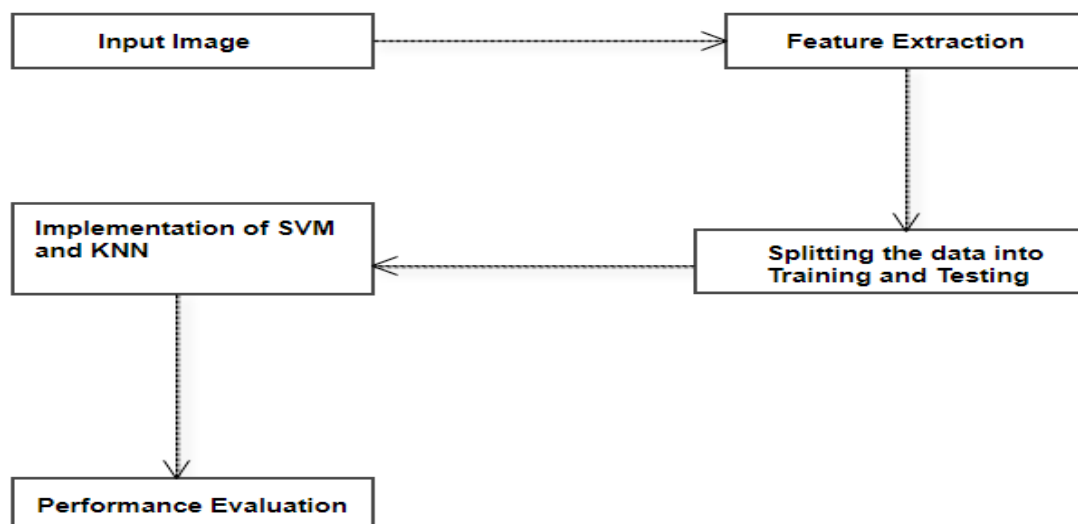 Input Image
Feature Extraction
Splitting the data into
Training and Testing
Implementation of SVM
and KNN
Performance Evaluation